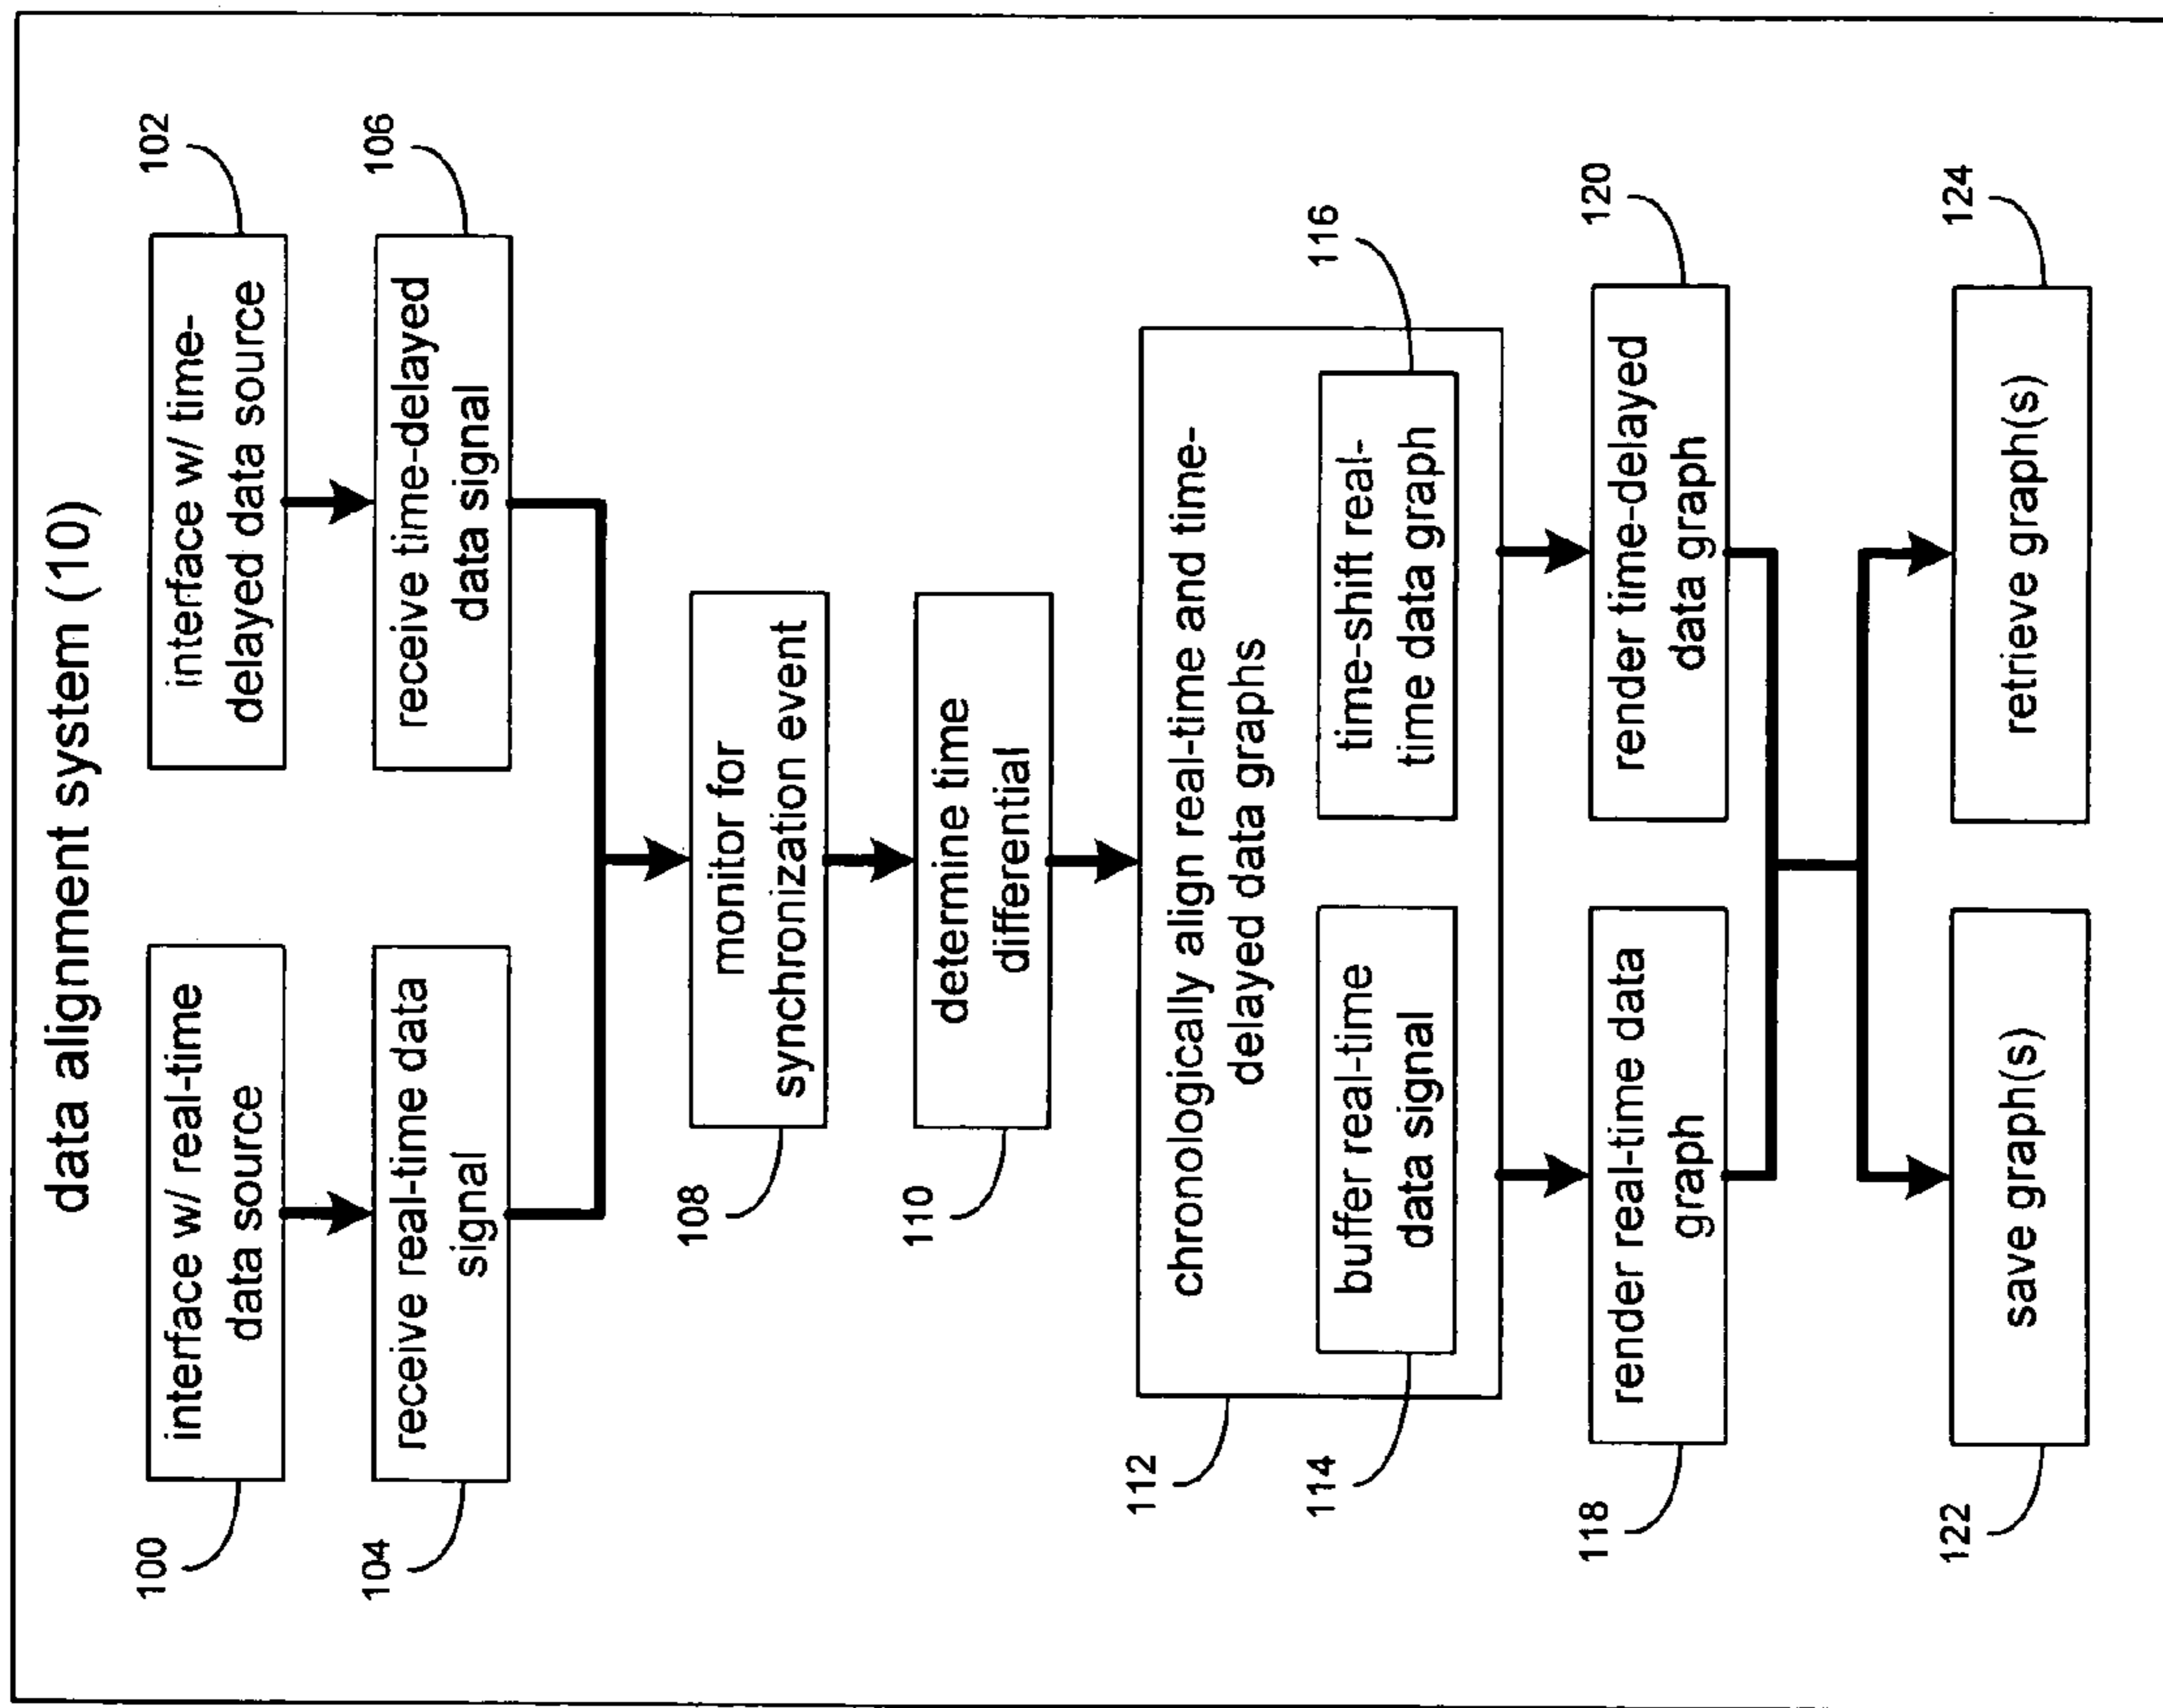 data alignment system (10)
100
interface w/ real-time
data source
interface w/ time-
delayed data source
102
104
receive real-time data
signal
receive time-delayed
data signal
106
108
monitor for
synchronization event
110
determine time
differential
112
chronologically align real-time and time-
delayed data graphs
114
buffer real-time
data signal
time-shift real-
time data graph
116
118
render real-time data
graph
render time-delayed
data graph
120
122
save graph(s)
retrieve graph(s)
124